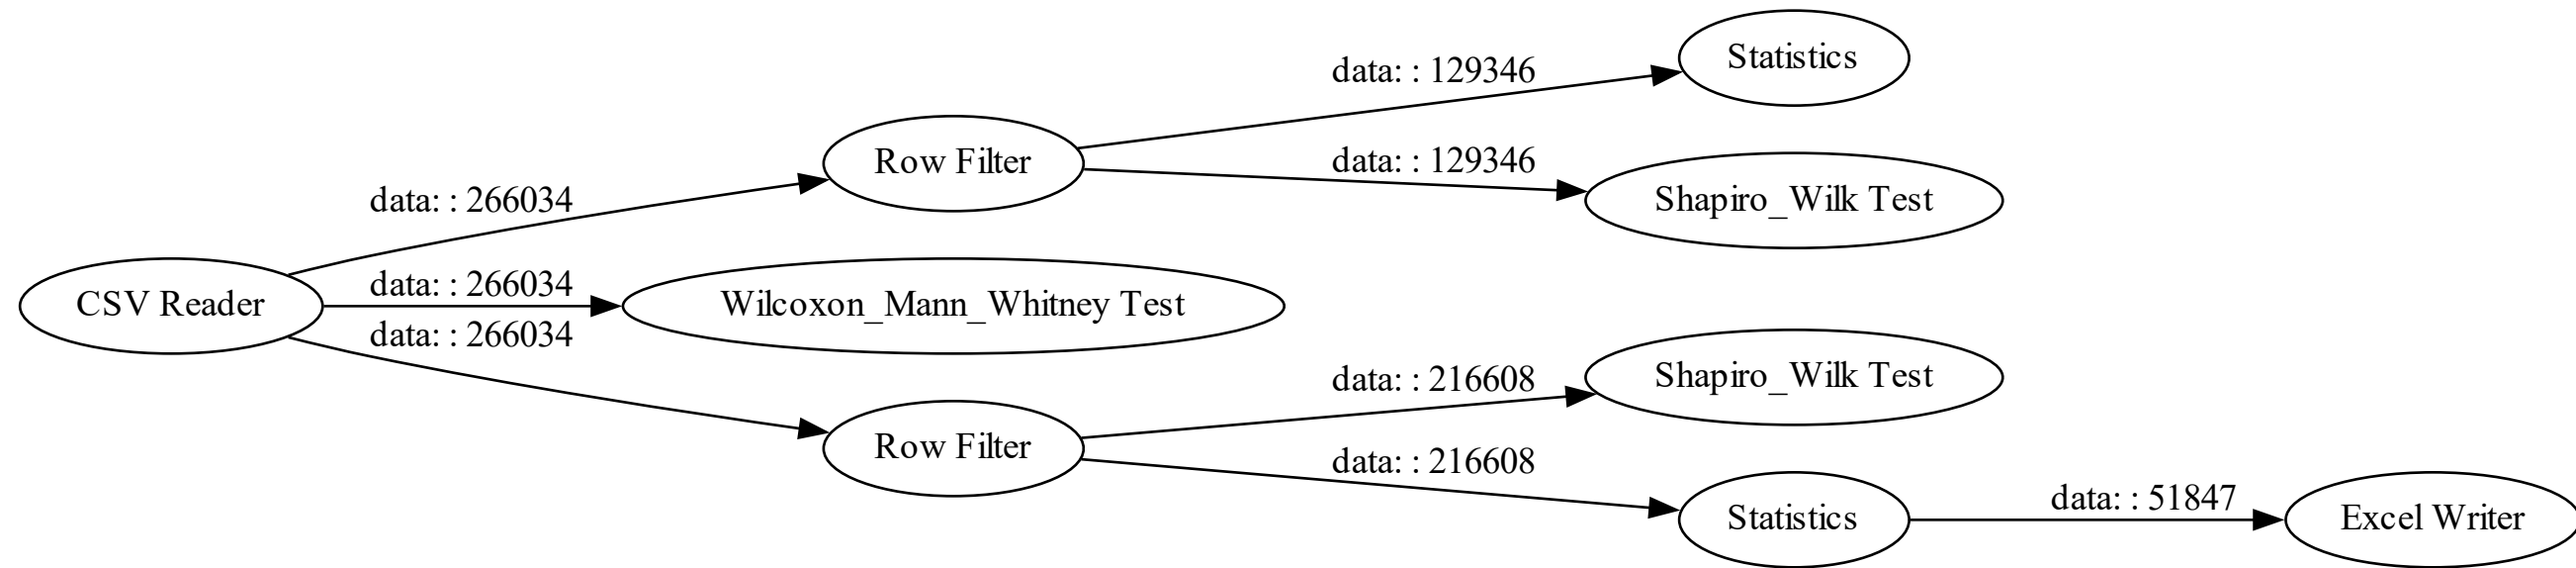 data: : 129346
Statistics
Row Filter
data: : 129346
Shapiro_Wilk Test
data: : 266034
CSV Reader
data: : 266034
Wilcoxon_Mann_Whitney Test
data: : 266034
data: : 216608
Shapiro_Wilk Test
Row Filter
data: : 216608
Statistics
data: : 51847
Excel Writer